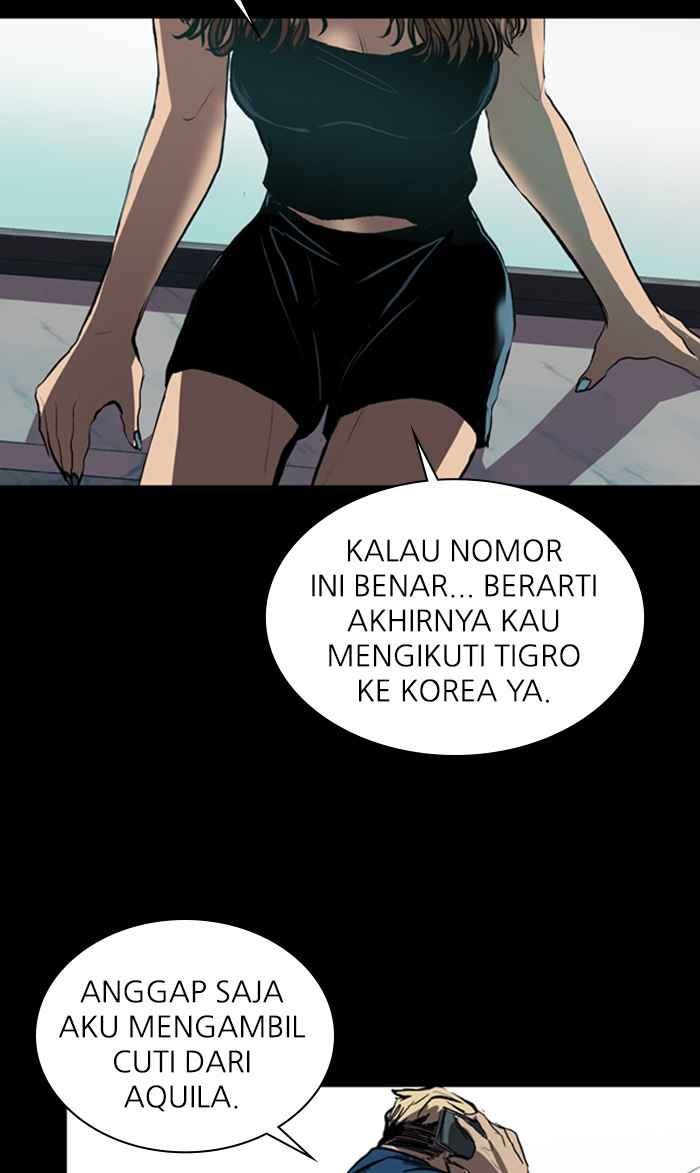 KALAU NOMOR
INI BENAR... BERARTI
AKHIRNYA KAU
MENGIKUTI TIGRO
KE KOREA YA.
ANGGAP SAJA
AKU MENGAMBIL
CUTI DARI
AQUILA.